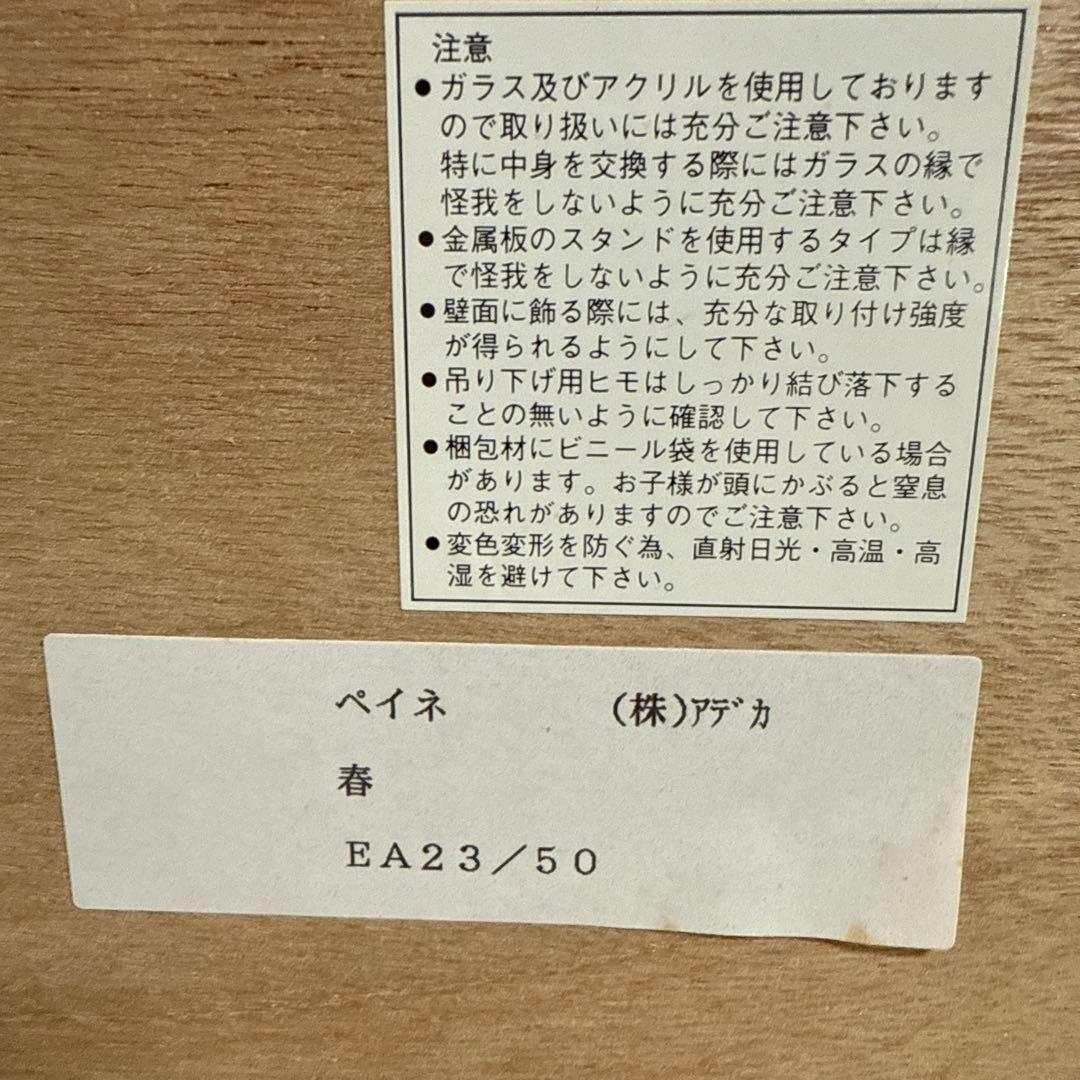 注意
●ガラス及びアクリルを使用しております
ので取り扱いには充分ご注意下さい。
特に中身を交換する際にはガラスの縁で
怪我をしないように充分ご注意下さい。
●金属板のスタンドを使用するタイプは縁
で怪我をしないように充分ご注意下さい。
●壁面に飾る際には、充分な取り付け強度
が得られるようにして下さい。
●吊り下げ用ヒモはしっかり結び落下する
ことの無いように確認して下さい。
●梱包材にビニール袋を使用している場合
があります。お子様が頭にかぶると窒息
の恐れがありますのでご注意下さい。
●変色変形を防ぐ為、直射日光・高温・高
湿を避けて下さい。
ペイネ (株)ｱﾃﾞｶ
春
ＥＡ２３／５０